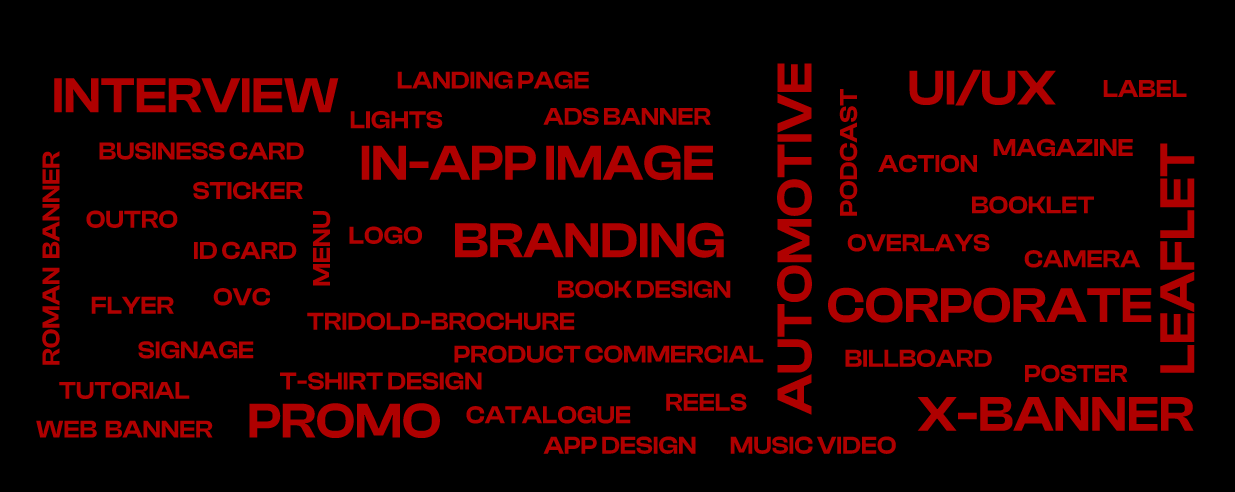 INTERVIEW
LANDING PAGE
LIGHTS
ADS BANNER
BUSINESS CARD
IN-APP IMAGE
STICKER
OUTRO
ROMAN BANNER
ID CARD
MENU
LOGO
BRANDING
FLYER
OVC
BOOK DESIGN
TRIDOLD-BROCHURE
SIGNAGE
PRODUCT COMMERCIAL
TUTORIAL
T-SHIRT DESIGN
WEB BANNER
PROMO
CATALOGUE
REELS
APP DESIGN
MUSIC VIDEO
AUTOMOTIVE
PODCAST
UI/UX
LABEL
ACTION
MAGAZINE
BOOKLET
OVERLAYS
CAMERA
LEAFLET
CORPORATE
BILLBOARD
POSTER
X-BANNER